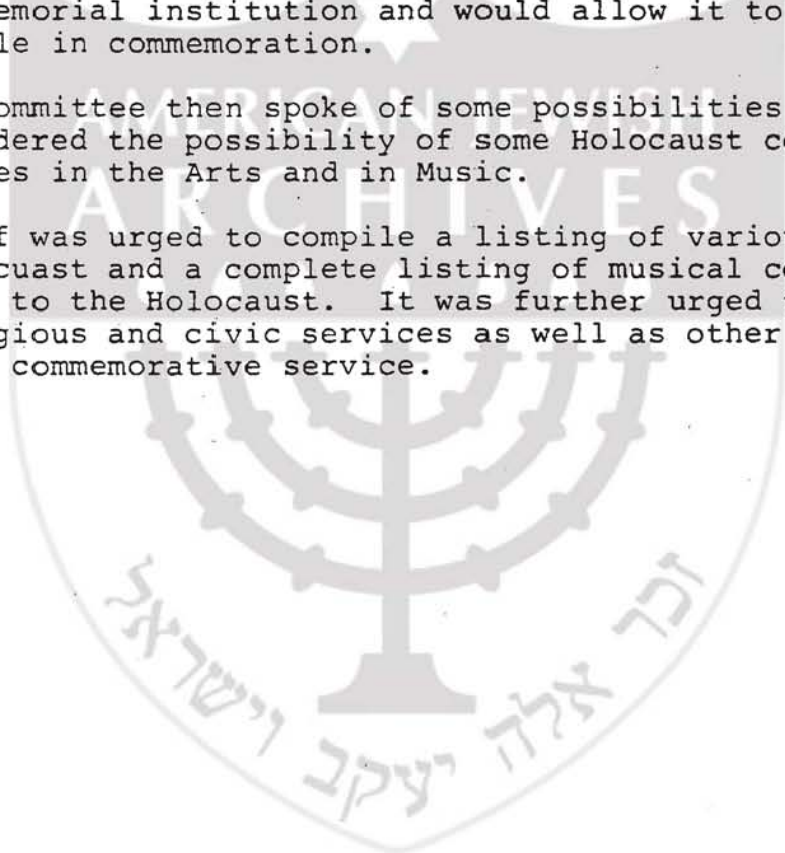 emorial institution and would allow it to
le in commemoration.
AMERICAN JEWISH
ommittee then spoke of some possibilities
dered the possibility of some Holocaust c
es in the Arts and in Music.
ARCHIVES
f was urged to compile a listing of vario
cuast and a complete listing of musical c
to the Holocaust. It was further urged
gious and civic services as well as other
commemorative service.
זכר אלה יעקב וישראל